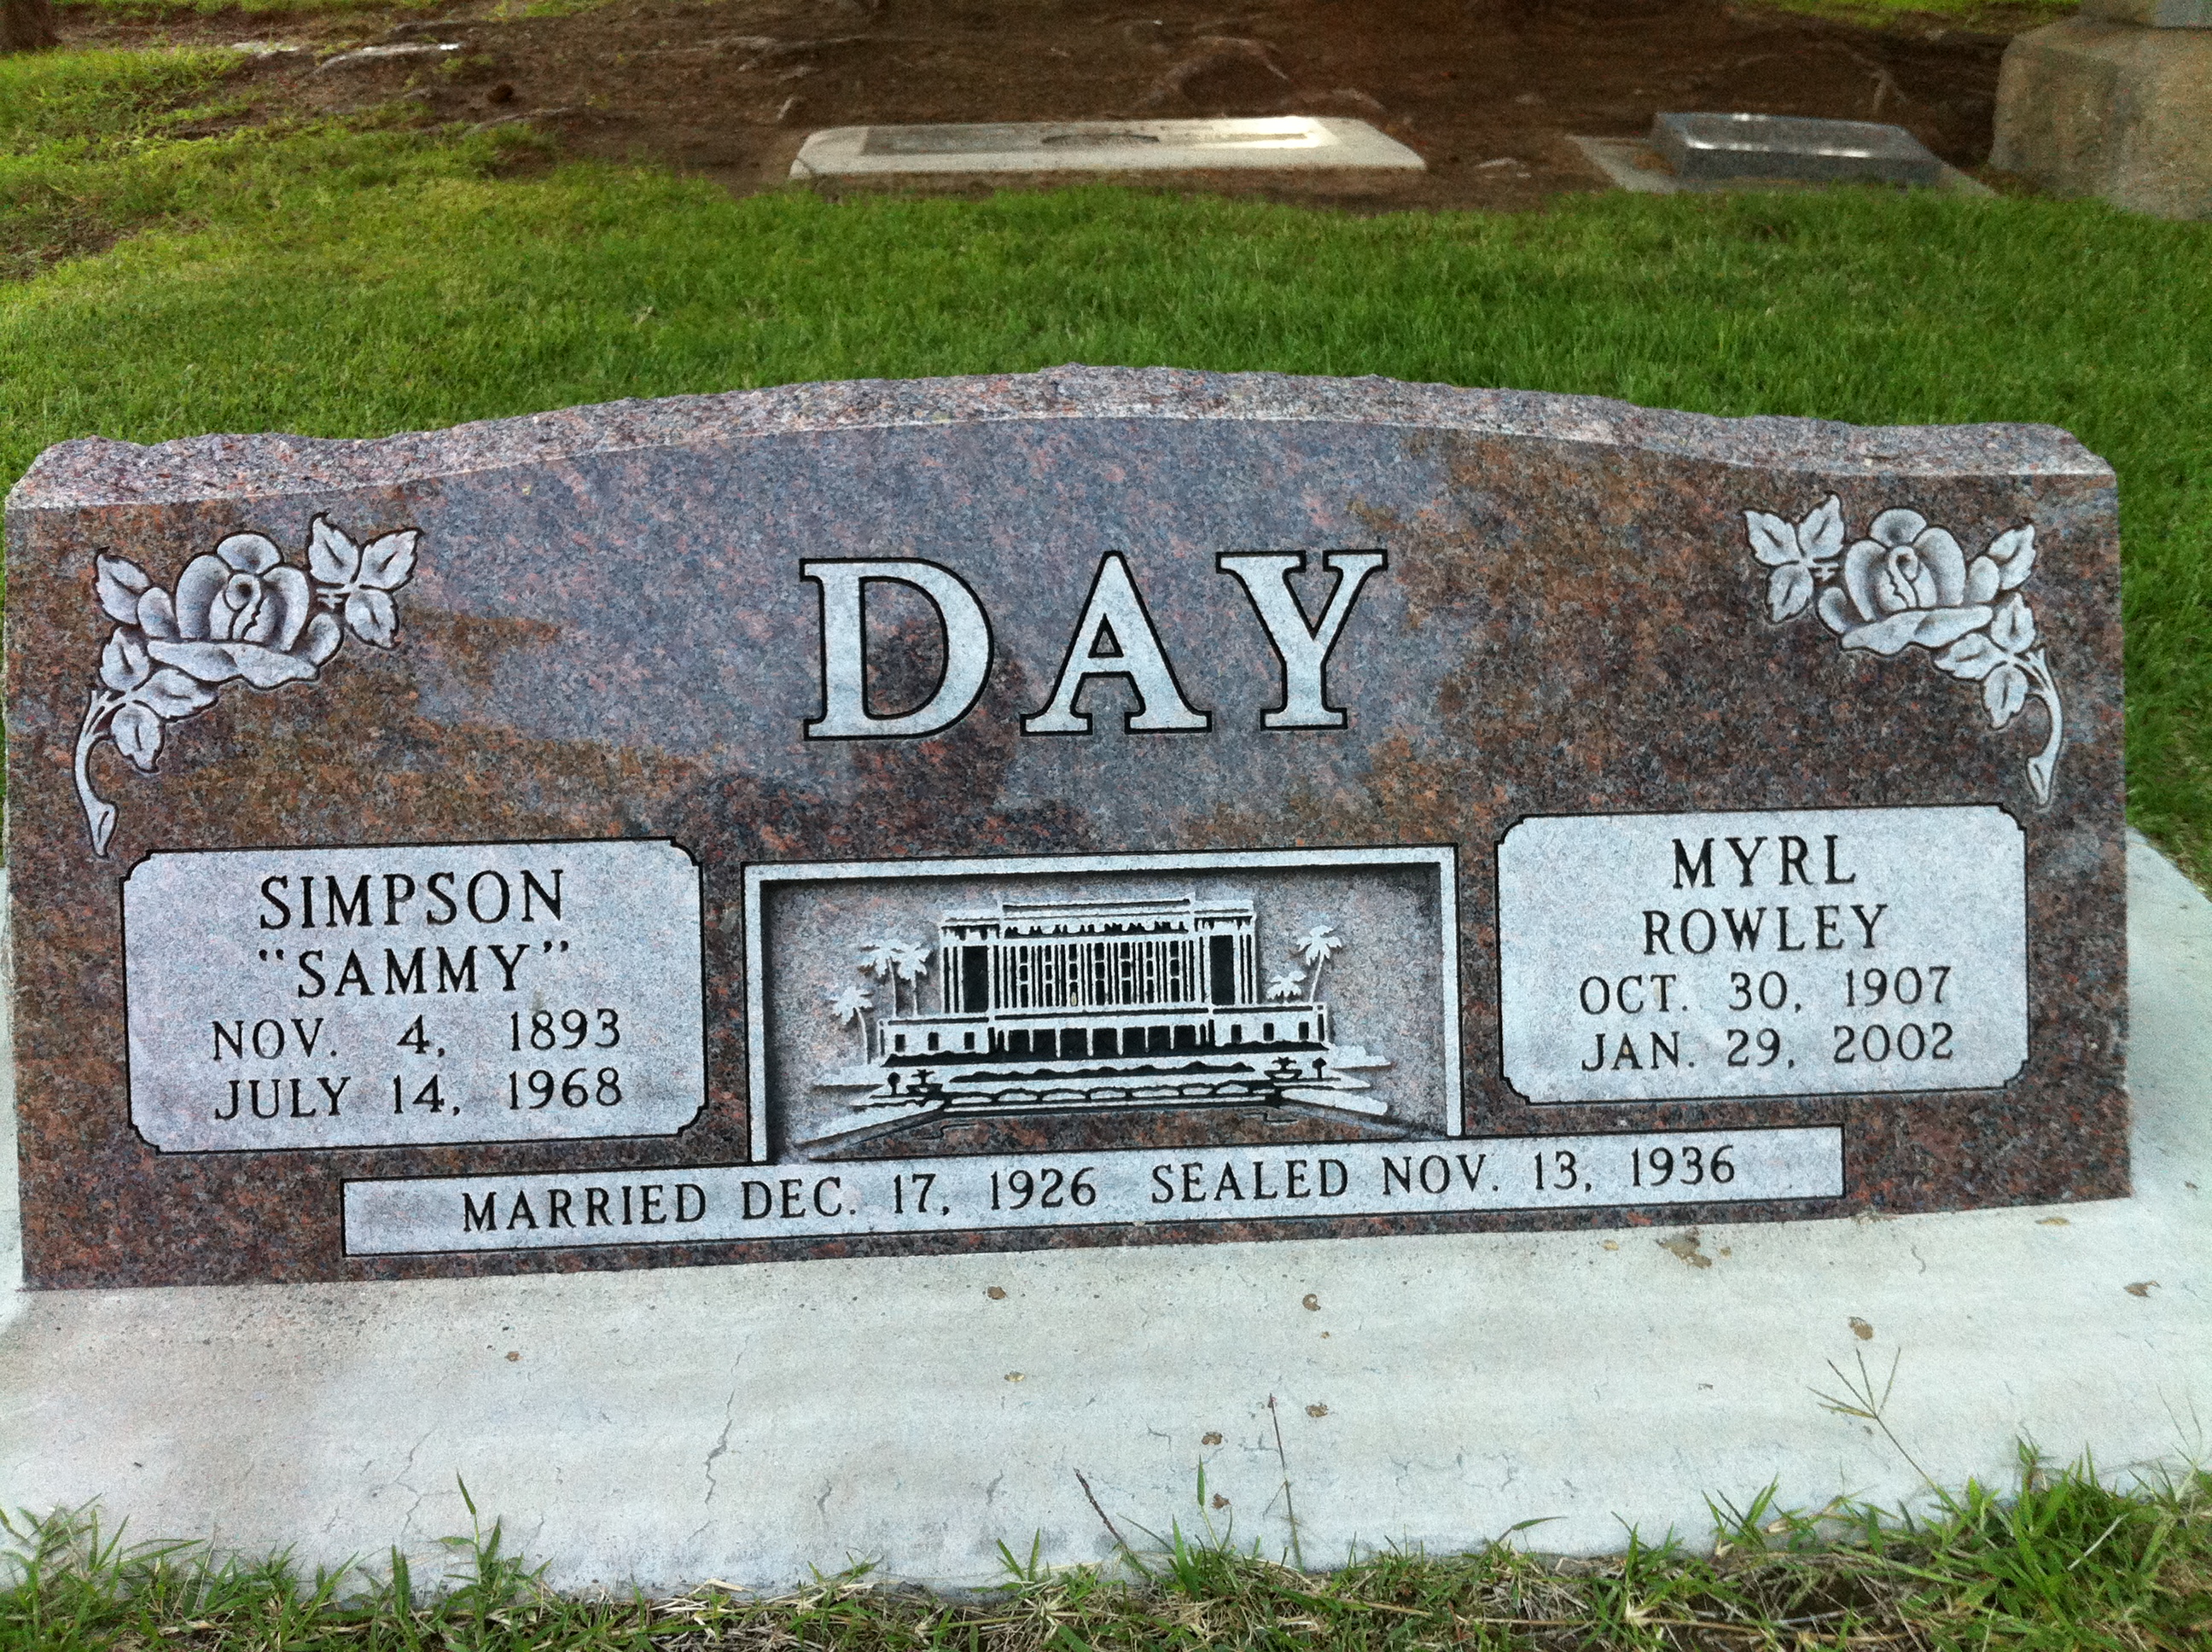 DAY
SIMPSON
"SAMMY"
NOV. 4, 1893
JULY 14, 1968
MYRL
ROWLEY
OCT. 30, 1907
JAN. 29, 2002
MARRIED DEC. 17, 1926 SEALED NOV. 13, 1936